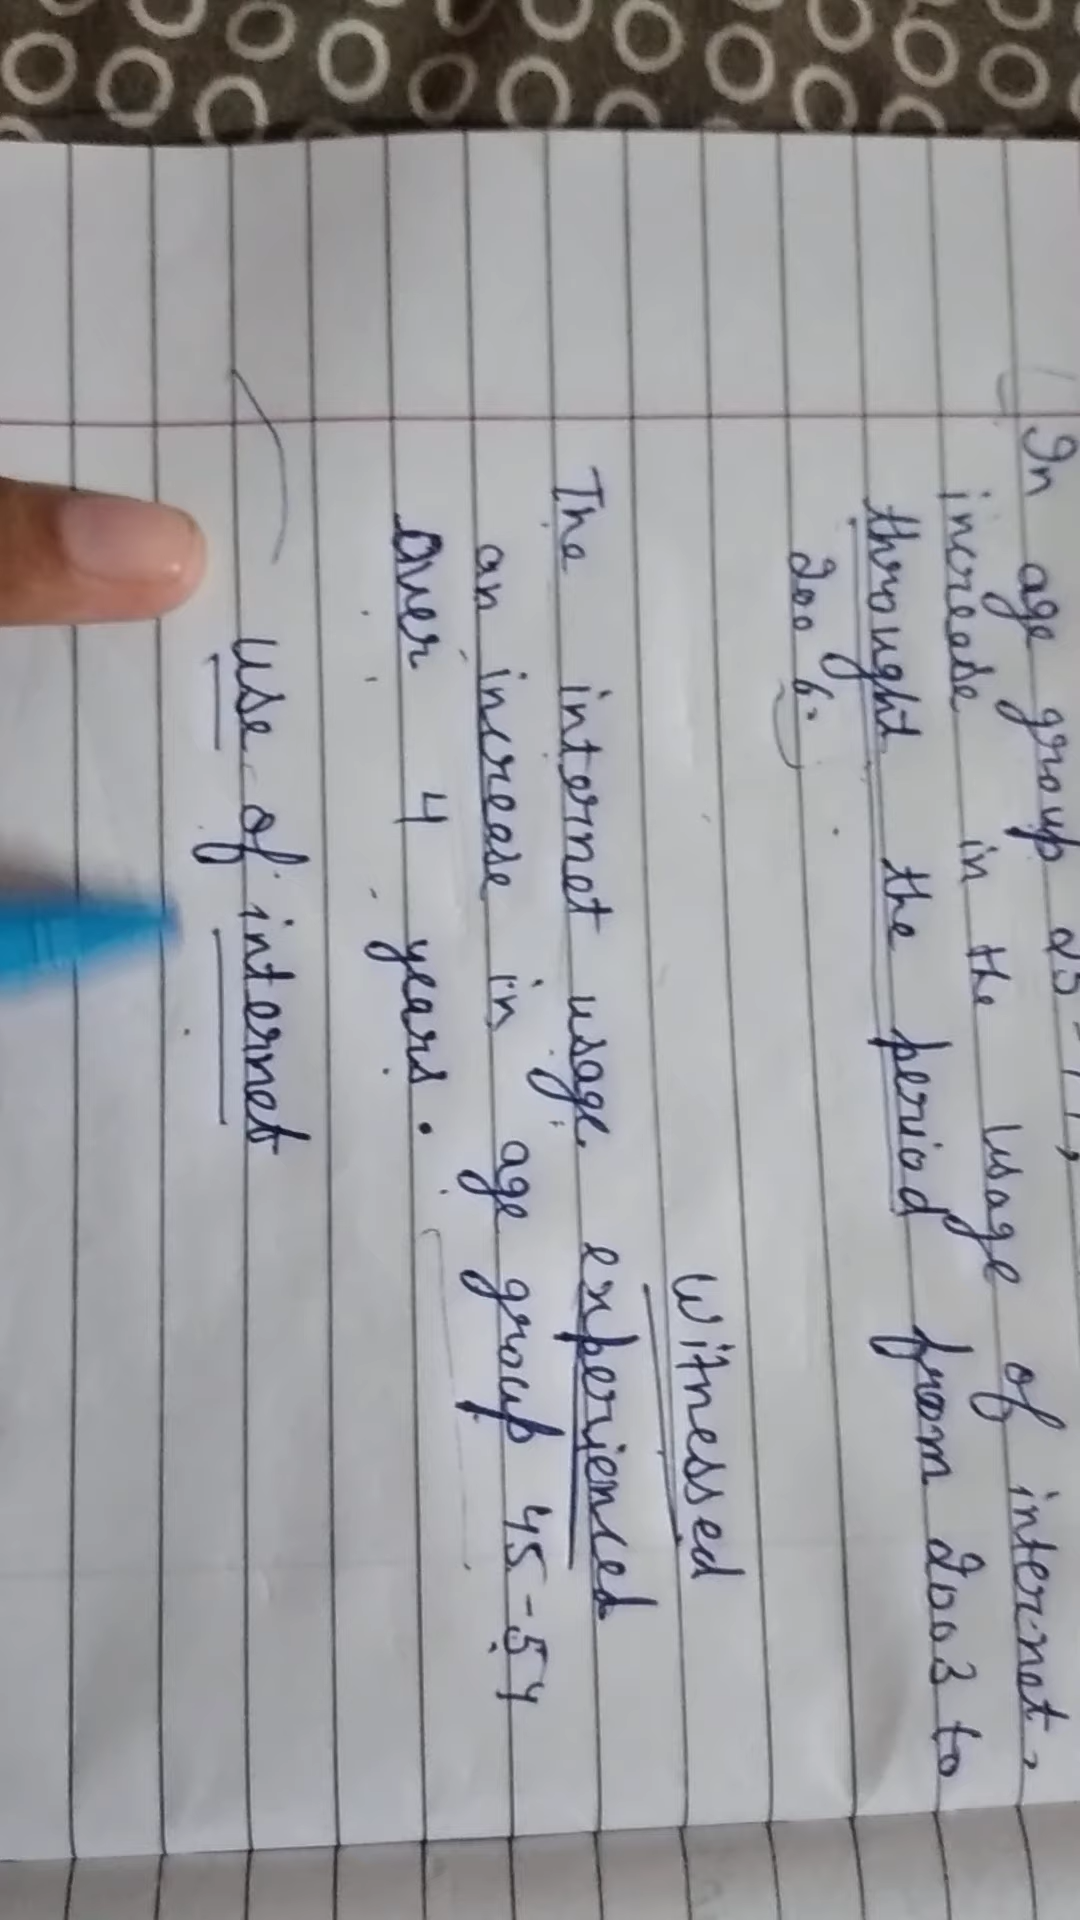 In age group 25-44,
increase in the usage of internet,
throught the period from 2003 to
2006.
Witnessed
The internet usage experienced
an increase in age group 45-54
over 4 years.
Use of internet